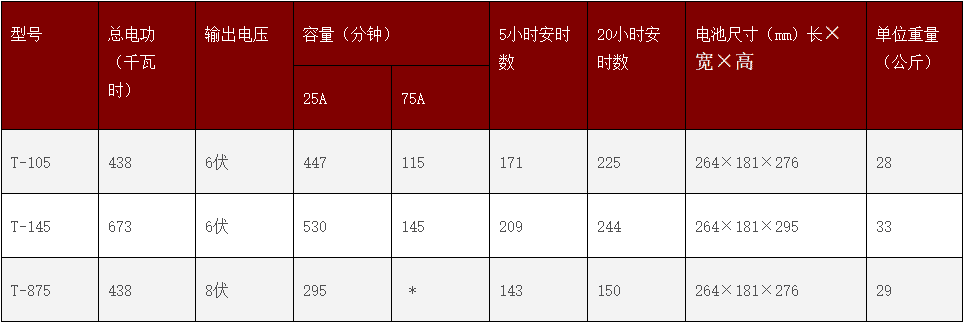 型号 总电功（千瓦时） 输出电压 容量（分钟） 5小时安时数 20小时安时数 电池尺寸（mm）长×宽×高 单位重量（公斤）
25A 75A
T-105 438 6伏 447 115 171 225 264×181×276 28
T-145 673 6伏 530 145 209 244 264×181×295 33
T-875 438 8伏 295 * 143 150 264×181×276 29